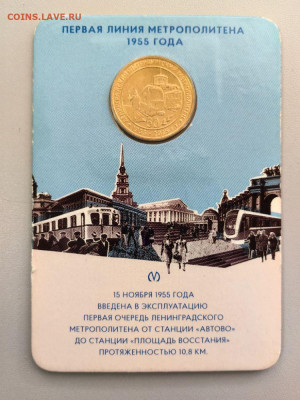 COINS.LAVE.RU
ПЕРВАЯ ЛИНИЯ МЕТРОПОЛИТЕНА
1955 ГОДА
15 НОЯБРЯ 1955 ГОДА
ВВЕДЕНА В ЭКСПЛУАТАЦИЮ
ПЕРВАЯ ОЧЕРЕДЬ ЛЕНИНГРАДСКОГО
МЕТРОПОЛИТЕНА ОТ СТАНЦИИ «АВТОВО»
ДО СТАНЦИИ «ПЛОЩАДЬ ВОССТАНИЯ»
ПРОТЯЖЕННОСТЬЮ 10,8 КМ.